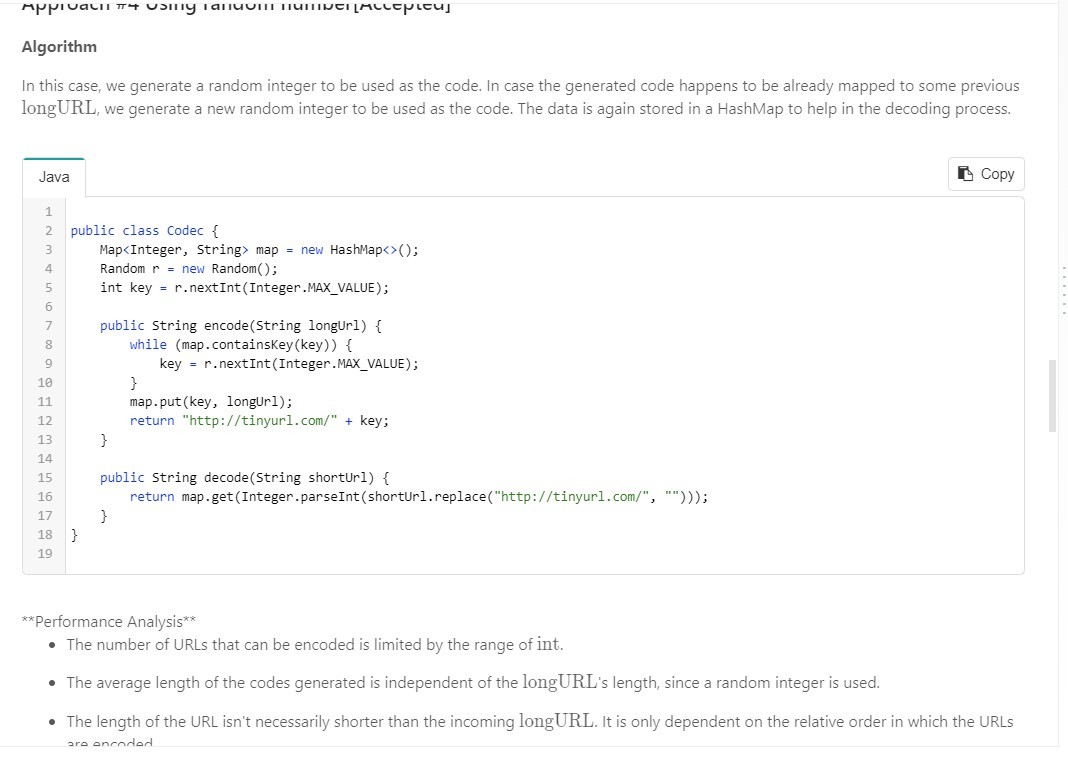 Approach #4 Using random number[Accepted]
Algorithm
In this case, we generate a random integer to be used as the code. In case the generated code happens to be already mapped to some previous
longURL, we generate a new random integer to be used as the code. The data is again stored in a HashMap to help in the decoding process.
Java
Copy
1
2 public class Codec {
3     Map<Integer, String> map = new HashMap<>();
4     Random r = new Random();
5     int key = r.nextInt(Integer.MAX_VALUE);
6
7     public String encode(String longUrl) {
8         while (map.containsKey(key)) {
9             key = r.nextInt(Integer.MAX_VALUE);
10         }
11         map.put(key, longUrl);
12         return "http://tinyurl.com/" + key;
13     }
14
15     public String decode(String shortUrl) {
16         return map.get(Integer.parseInt(shortUrl.replace("http://tinyurl.com/", "")));
17     }
18 }
19
**Performance Analysis**
• The number of URLs that can be encoded is limited by the range of int.
• The average length of the codes generated is independent of the longURL's length, since a random integer is used.
• The length of the URL isn't necessarily shorter than the incoming longURL. It is only dependent on the relative order in which the URLs
are encoded.